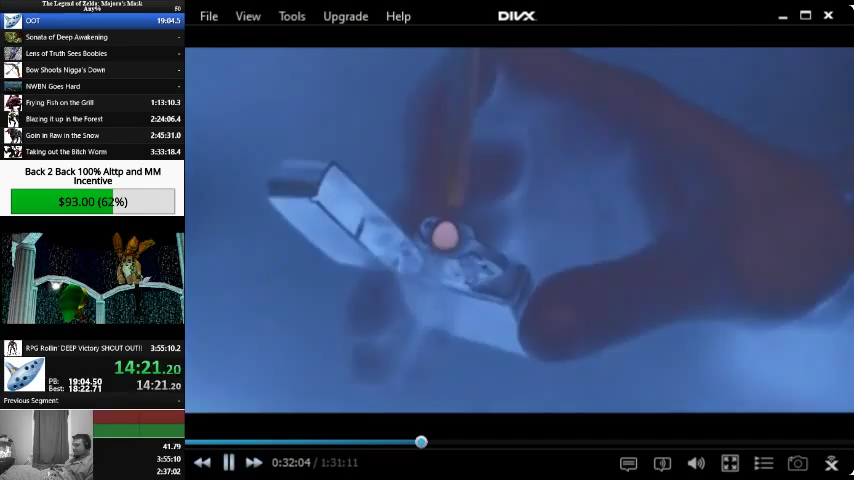 The Legend of Zelda: Majora's Mask
Any%
50
OOT 19:04.5
Sonata of Deep Awakening -
Lens of Truth Sees Boobies -
Bow Shoots Nigga's Down -
NWBN Goes Hard -
Frying Fish on the Grill 1:13:10.3
Blazing it up in the Forest 2:24:06.4
Goin in Raw in the Snow 2:45:31.0
Taking out the Bitch Worm 3:33:18.4
Back 2 Back 100% Alttp and MM
Incentive
$93.00 (62%)
RPG Rollin' DEEP Victory SHOUT OUT!! 3:55:10.2
14:21.20
PB: 19:04.50
Best: 18:22.71
14:21.20
Previous Segment -
41.79
3:55:10
2:37:02
File View Tools Upgrade Help
DIVX
0:32:04 / 1:31:11